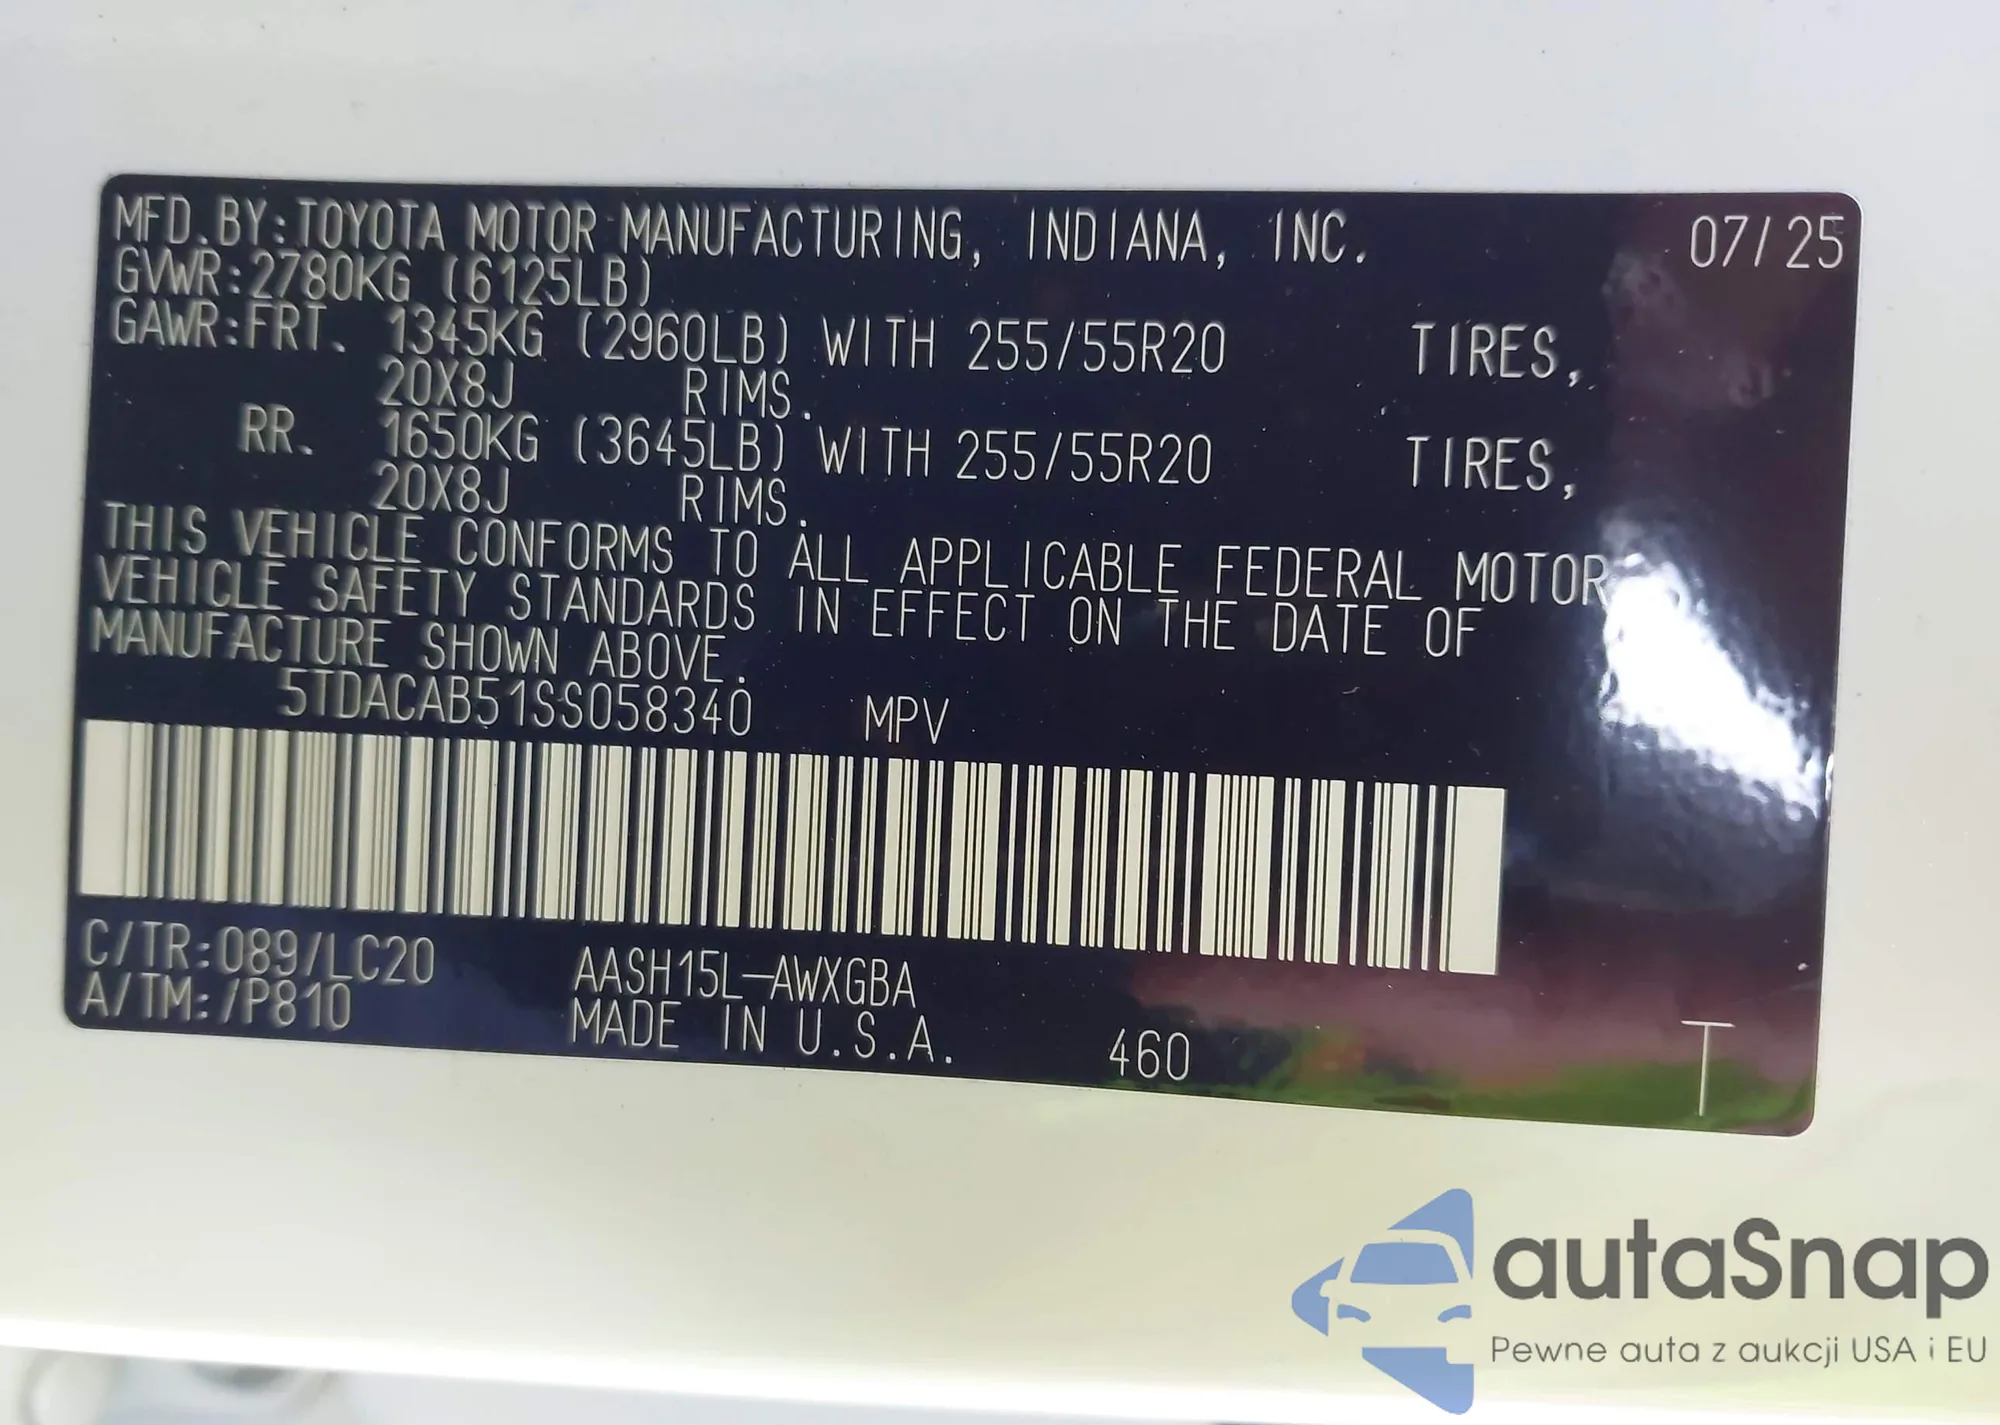 MFD.BY:TOYOTA MOTOR MANUFACTURING, INDIANA, INC. 07/25
GVWR:2780KG (6125LB)
GAWR:FRT. 1345KG (2960LB) WITH 255/55R20 TIRES,
20X8J RIMS.
RR. 1650KG (3645LB) WITH 255/55R20 TIRES,
20X8J RIMS.
THIS VEHICLE CONFORMS TO ALL APPLICABLE FEDERAL MOTOR
VEHICLE SAFETY STANDARDS IN EFFECT ON THE DATE OF
MANUFACTURE SHOWN ABOVE.
5TDACAB51SS058340 MPV
C/TR:089/LC20 AASH15L-AWXGBA
A/TM:/P810 MADE IN U.S.A. 460 T
autaSnap
Pewne auta z aukcji USA i EU